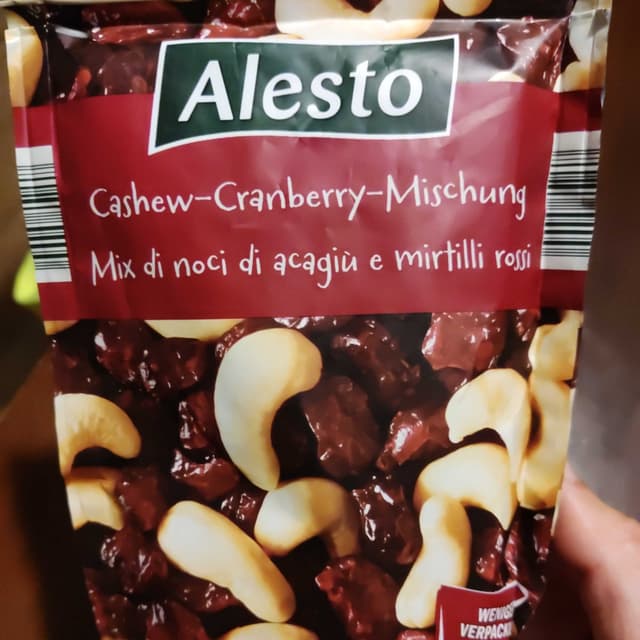 Alesto
Cashew-Cranberry-Mischung
Mix di noci di acagiù e mirtilli rossi